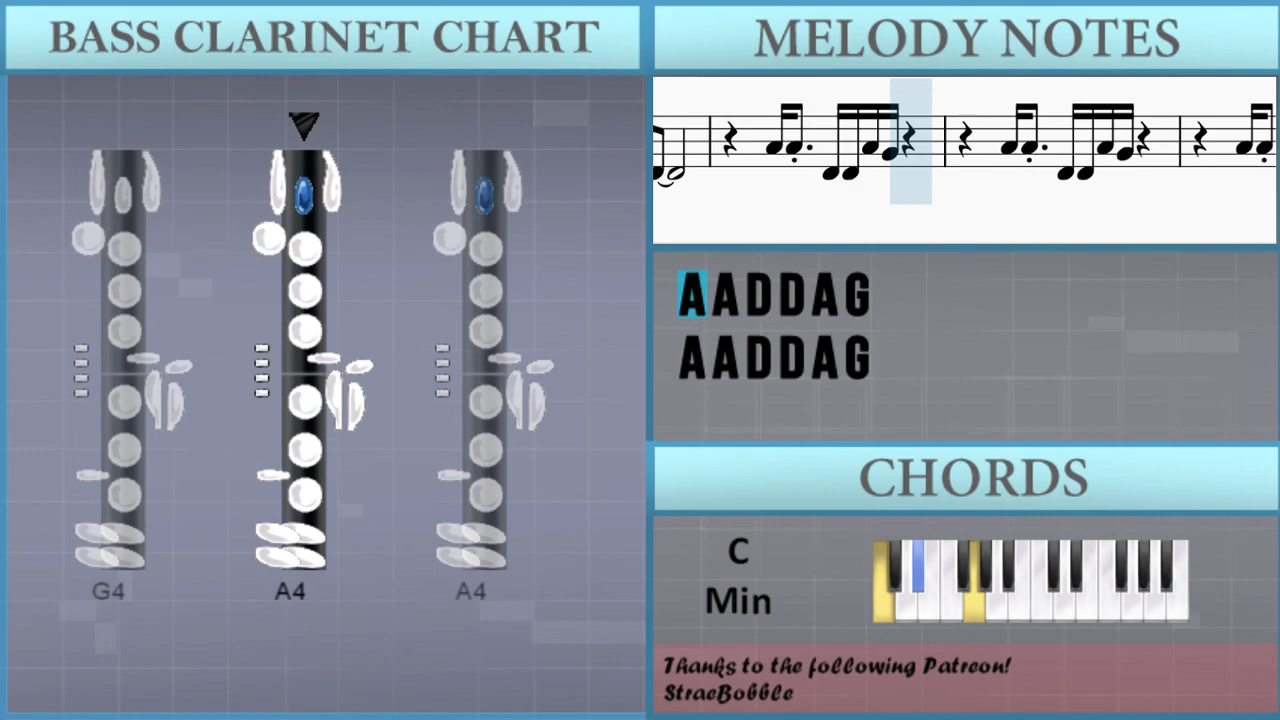 BASS CLARINET CHART
G4 A4 A4
MELODY NOTES
AADDAG
AADDAG
CHORDS
C
Min
Thanks to the following Patreon!
StraeBobble